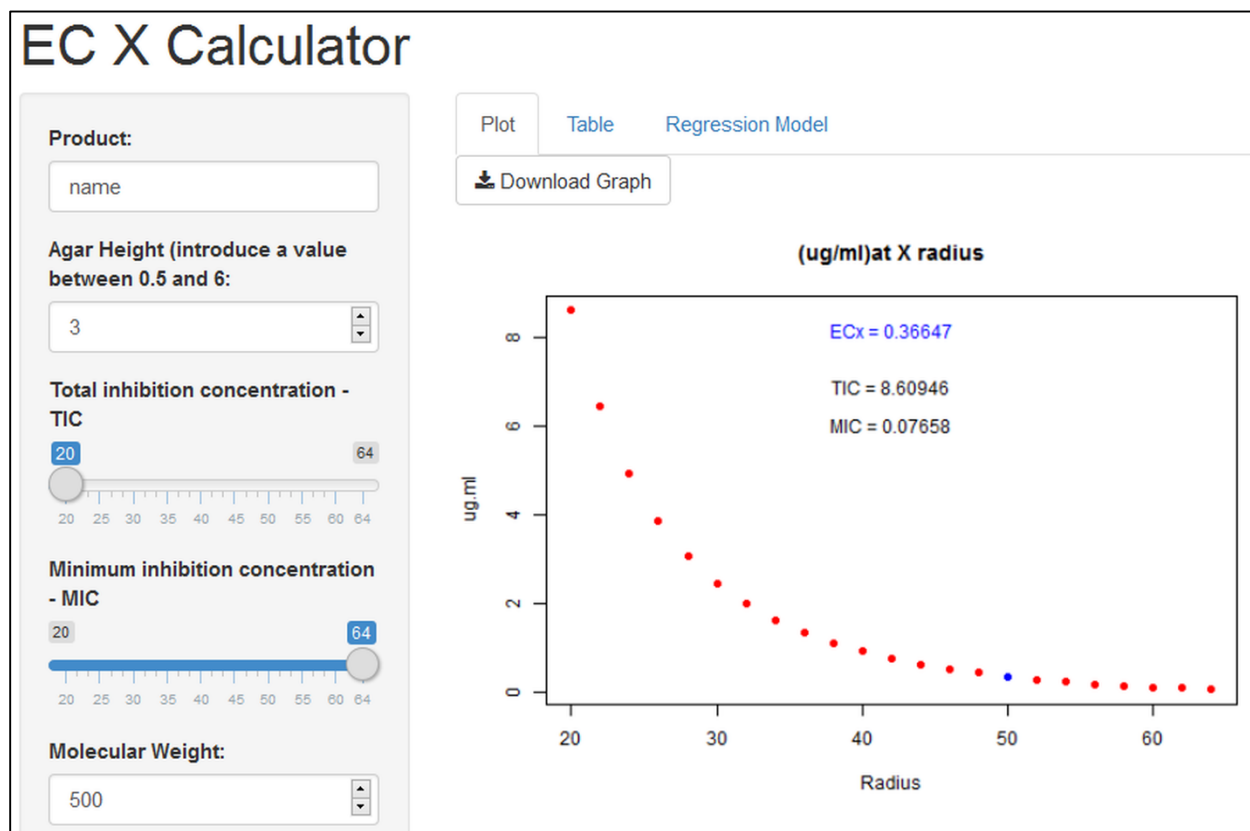 EC X Calculator
Product:
name
Agar Height (introduce a value
between 0.5 and 6:
3
Total inhibition concentration -
TIC
20 64
20 25 30 35 40 45 50 55 60 64
Minimum inhibition concentration
- MIC
20 64
20 25 30 35 40 45 50 55 60 64
Molecular Weight:
500
Plot Table Regression Model
Download Graph
(ug/ml)at X radius
ECx = 0.36647
TIC = 8.60946
MIC = 0.07658
ug.ml
8
6
4
2
0
20 30 40 50 60
Radius